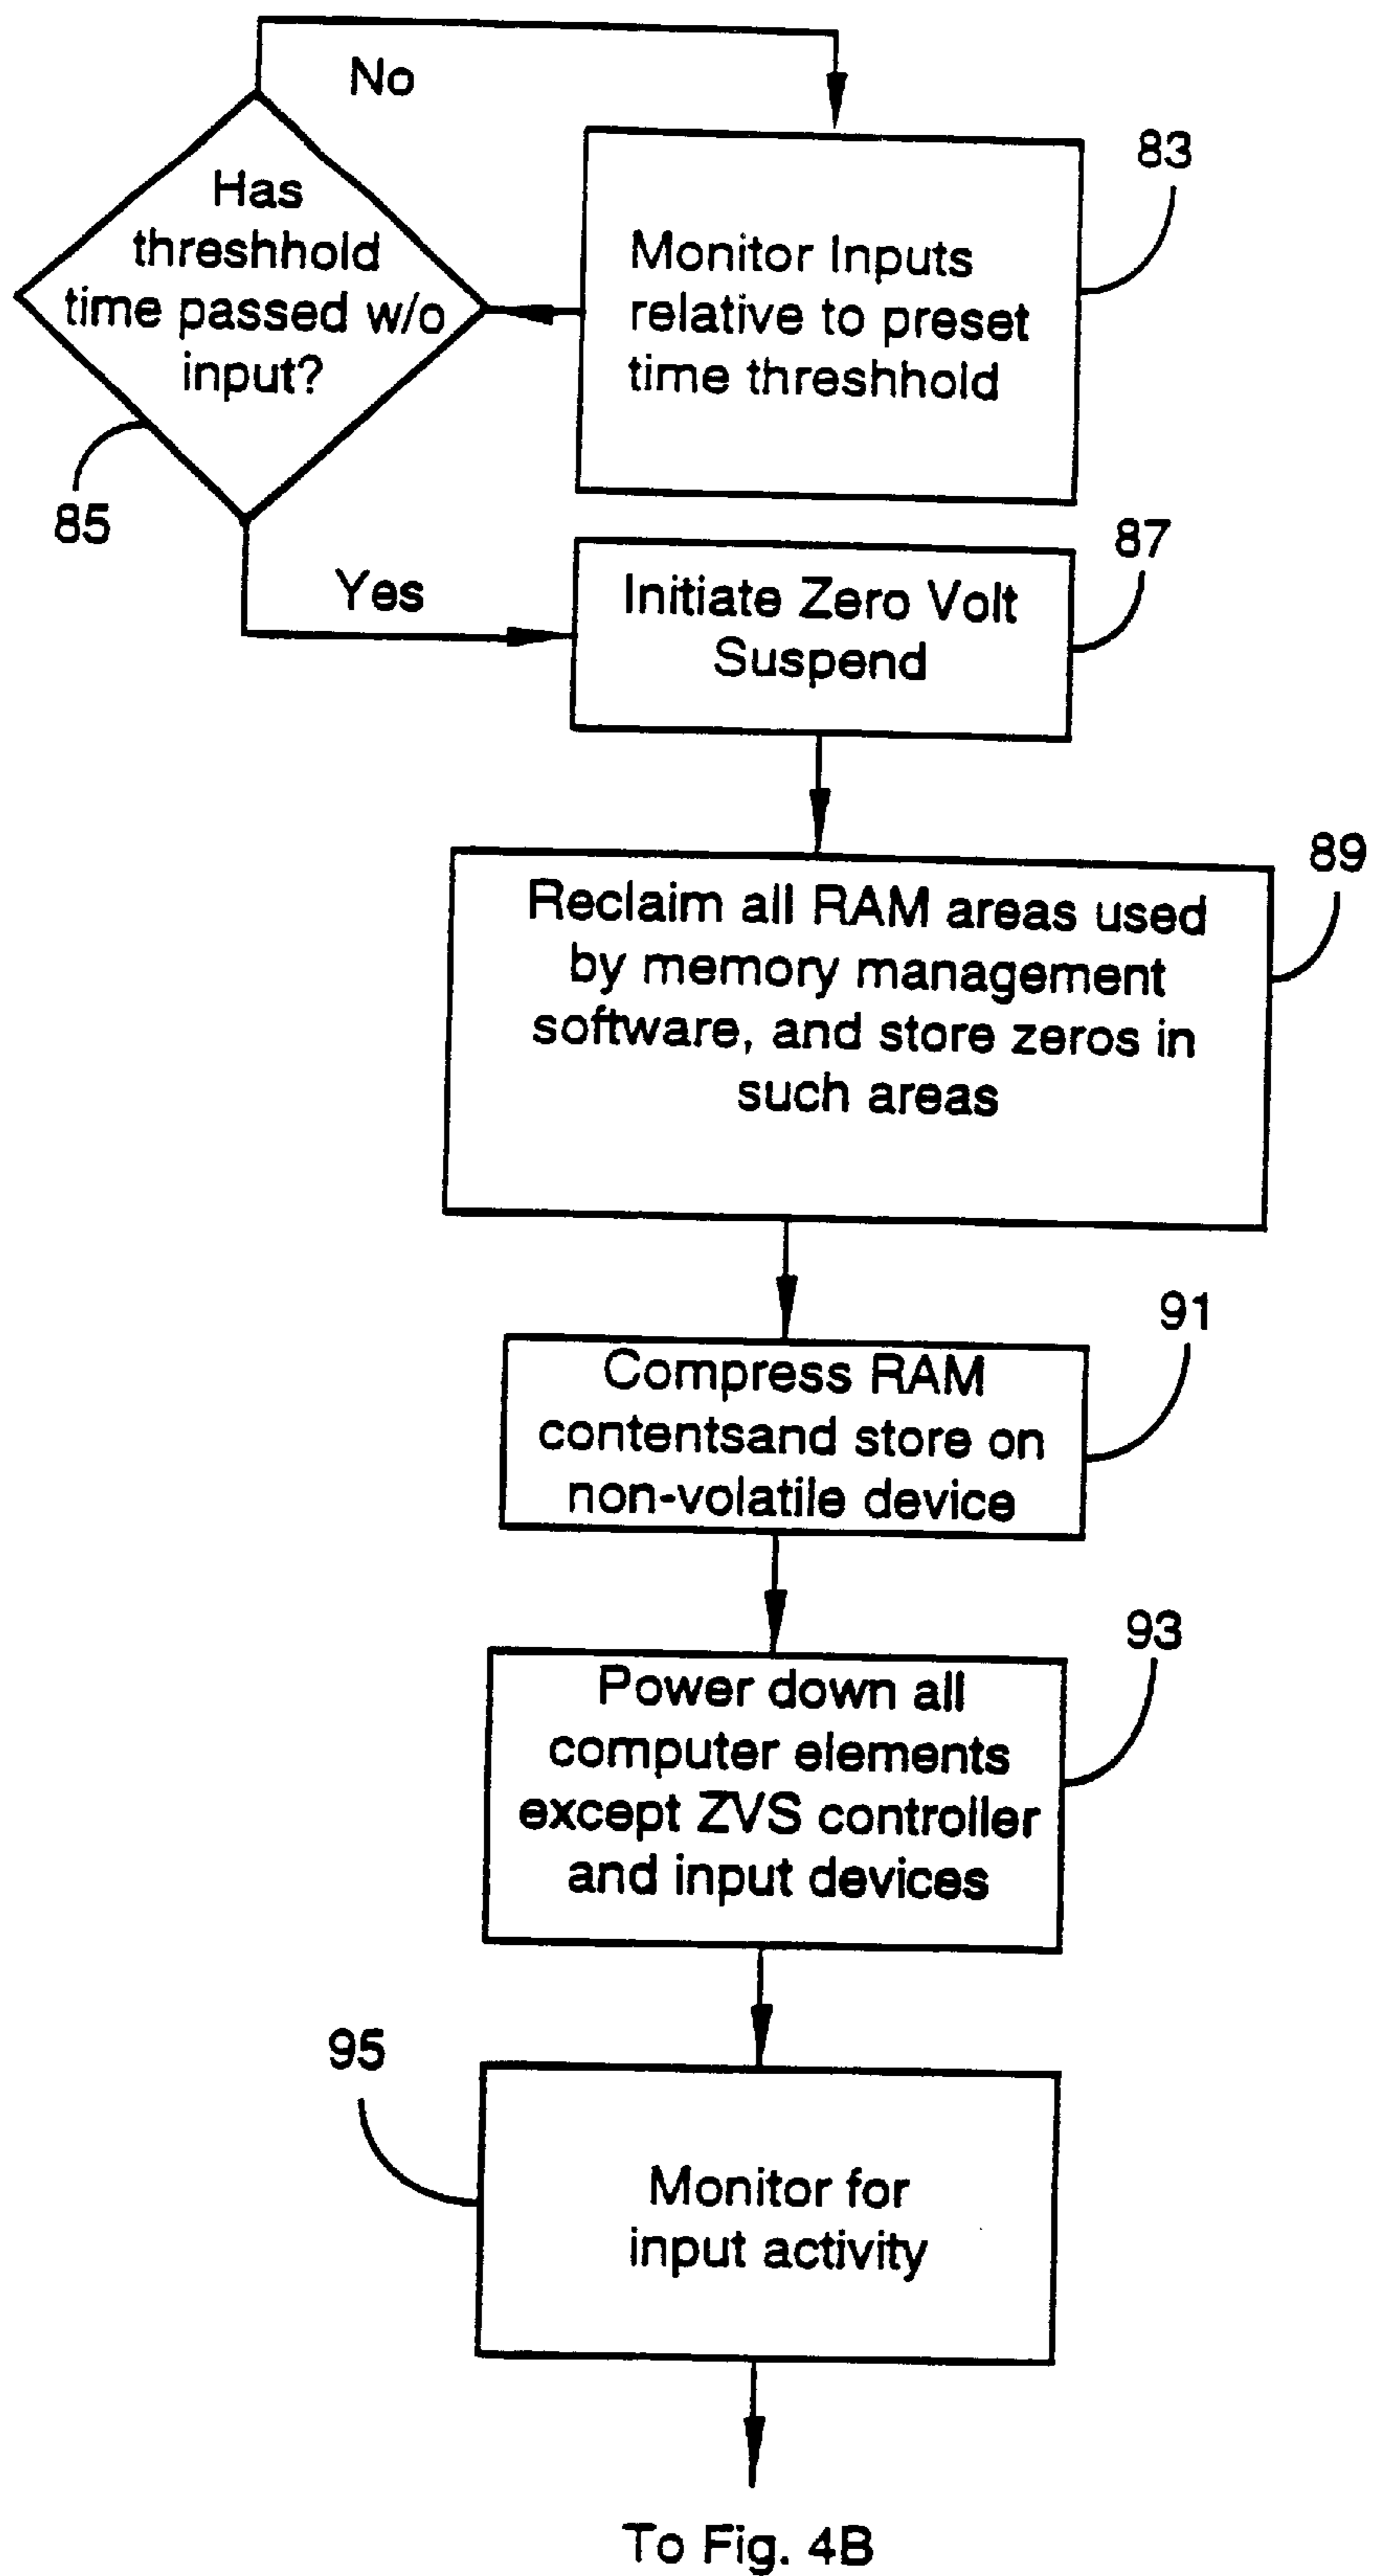 No
83
Has
threshhold
time passed w/o
input?
Monitor Inputs
relative to preset
time threshhold
85
87
Yes
Initiate Zero Volt
Suspend
89
Reclaim all RAM areas used
by memory management
software, and store zeros in
such areas
91
Compress RAM
contentsand store on
non-volatile device
93
Power down all
computer elements
except ZVS controller
and input devices
95
Monitor for
input activity
To Fig. 4B